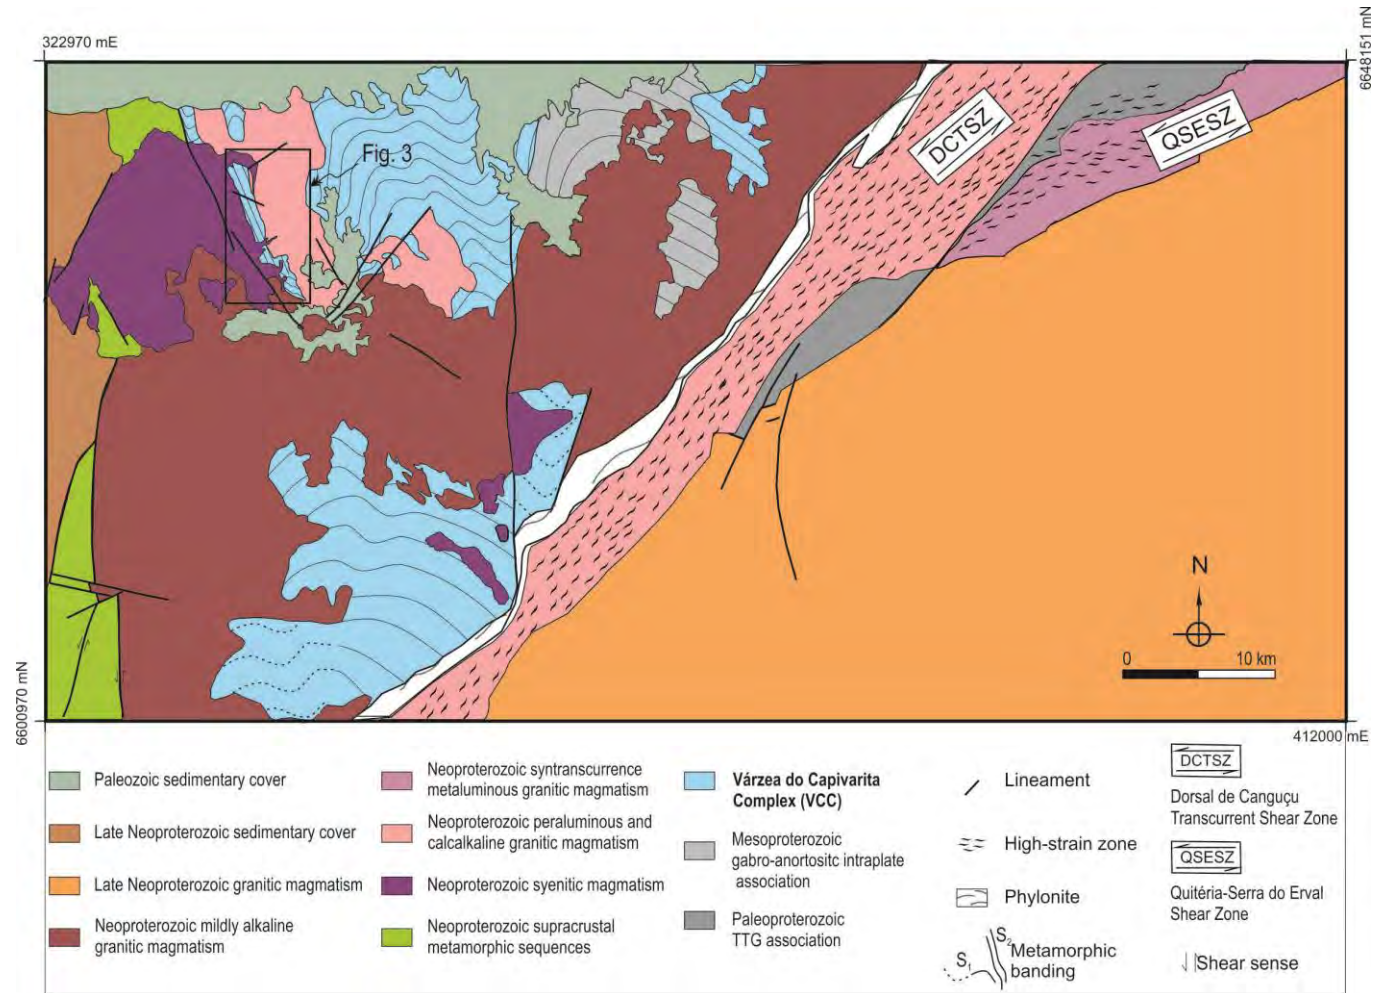 322970 mE
6648151 mN
Fig. 3
DCTSZ
QSESZ
N
0 10 km
6600970 mN
412000 mE
Paleozoic sedimentary cover
Late Neoproterozoic sedimentary cover
Late Neoproterozoic granitic magmatism
Neoproterozoic mildly alkaline
granitic magmatism
Neoproterozoic syntranscurrence
metaluminous granitic magmatism
Neoproterozoic peraluminous and
calcalkaline granitic magmatism
Neoproterozoic syenitic magmatism
Neoproterozoic supracrustal
metamorphic sequences
Várzea do Capivarita
Complex (VCC)
Mesoproterozoic
gabro-anortositc intraplate
association
Paleoproterozoic
TTG association
Lineament
High-strain zone
Phylonite
S1 S2 Metamorphic
banding
DCTSZ
Dorsal de Canguçu
Transcurrent Shear Zone
QSESZ
Quitéria-Serra do Erval
Shear Zone
Shear sense